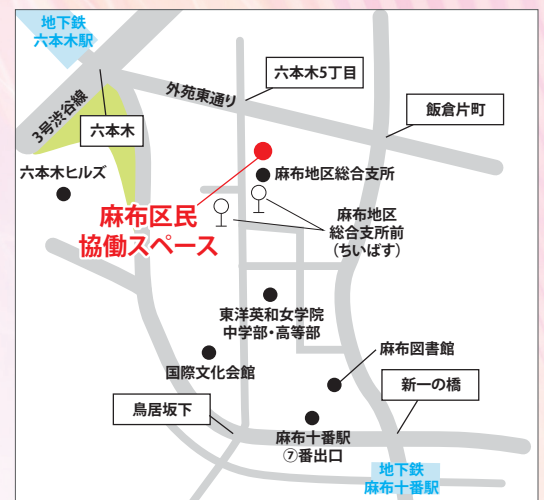 地下鉄
六本木駅
六本木5丁目
外苑東通り
飯倉片町
3号渋谷線
六本木
六本木ヒルズ
麻布地区総合支所
麻布区民
協働スペース
麻布地区
総合支所前
(ちいばす)
東洋英和女学院
中学部・高等部
麻布図書館
国際文化会館
新一の橋
鳥居坂下
麻布十番駅
⑦番出口
地下鉄
麻布十番駅